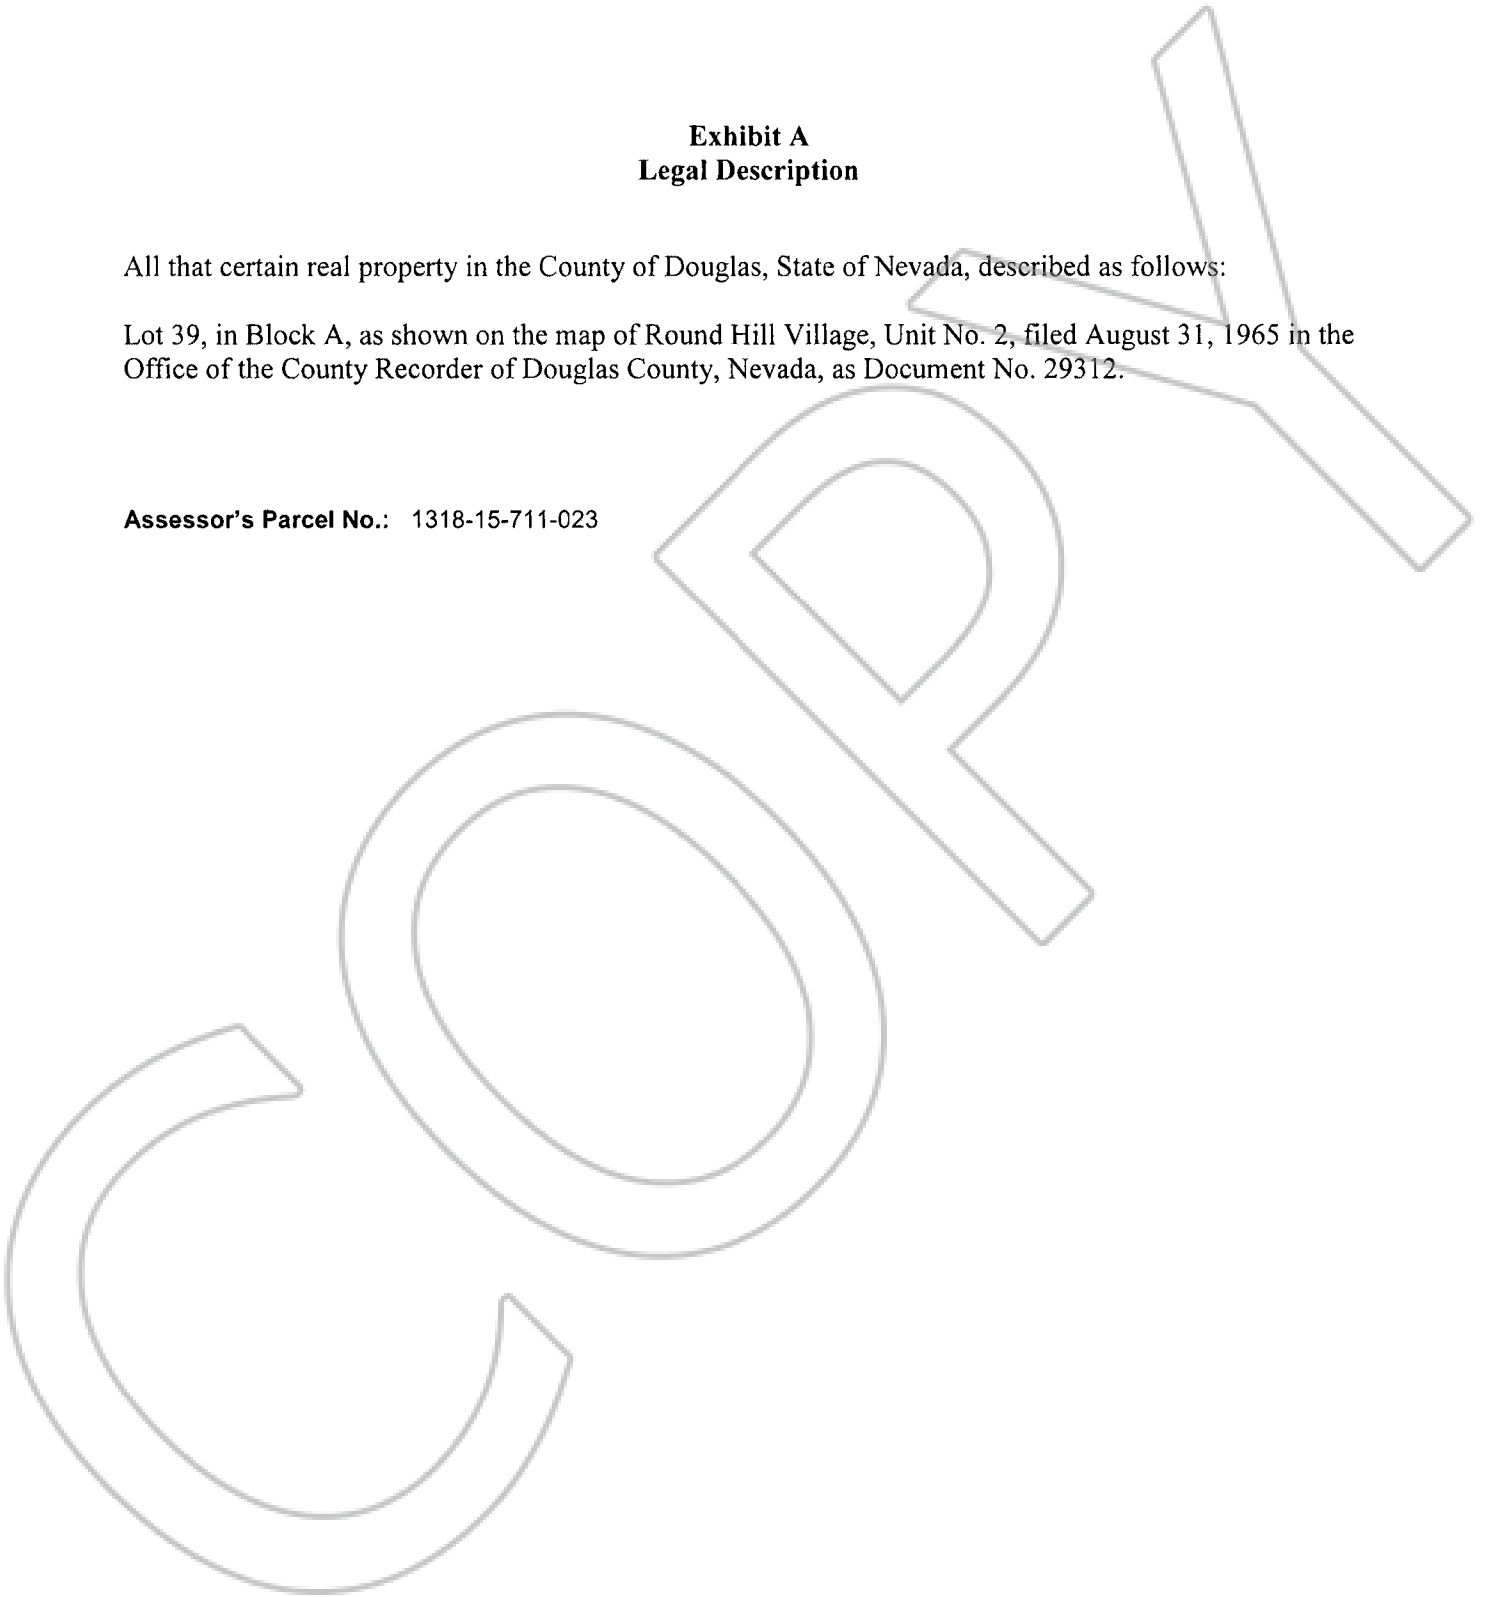 Exhibit A
Legal Description
All that certain real property in the County of Douglas, State of Nevada, described as follows:
Lot 39, in Block A, as shown on the map of Round Hill Village, Unit No. 2, filed August 31, 1965 in the
Office of the County Recorder of Douglas County, Nevada, as Document No. 29312.
Assessor's Parcel No.: 1318-15-711-023
COPY